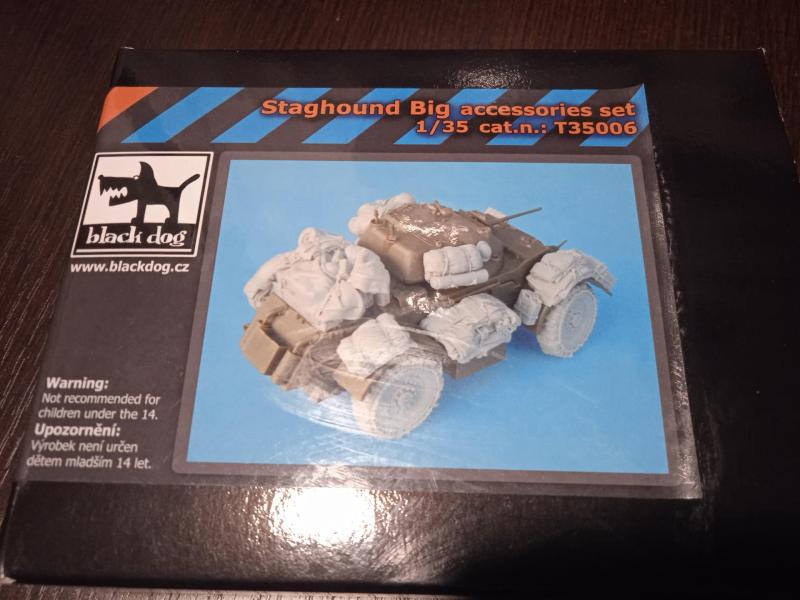 Staghound Big accessories set
1/35 cat.n.: T35006
black dog
www.blackdog.cz
Warning:
Not recommended for
children under the 14.
Upozornění:
Výrobek není určen
dětem mladším 14 let.